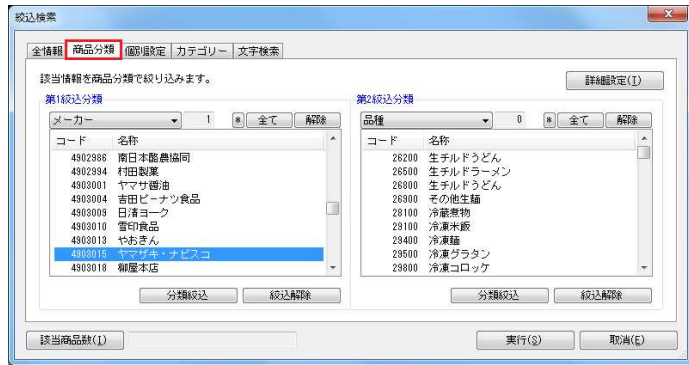 絞込検索
全情報 商品分類 個別設定 カテゴリー 文字検索
該当情報を商品分類で絞り込みます。 詳細設定(I)
第1絞込分類 第2絞込分類
メーカー 1 * 全て 解除 品種 0 * 全て 解除
コード 名称 コード 名称
4902986 南日本酪農協同 26200 生チルドうどん
4902994 村田製菓 26500 生チルドラーメン
4903001 ヤマサ醤油 26800 生チルドうどん
4903004 吉田ピーナツ食品 26900 その他生麺
4903009 日清ヨーク 28100 冷蔵煮物
4903010 雪印食品 29100 冷凍米飯
4903013 やおきん 29400 冷凍麺
4903015 ヤマザキ・ナビスコ 29500 冷凍グラタン
4903018 柳屋本店 29800 冷凍コロッケ
分類絞込 絞込解除 分類絞込 絞込解除
該当商品数(I) 実行(S) 取消(E)